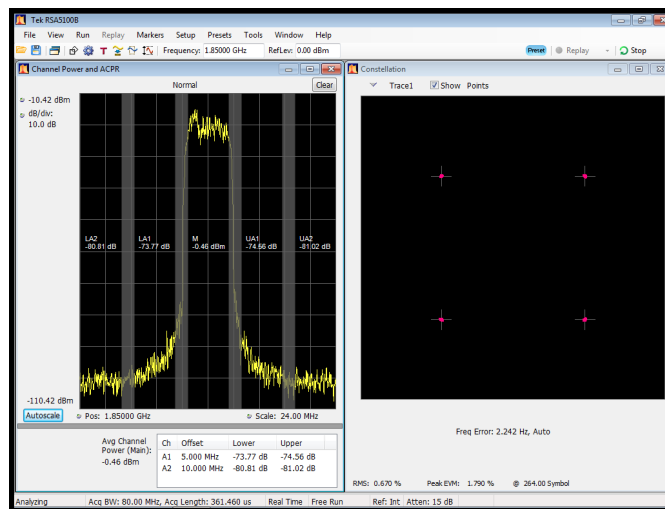 Tek RSA5100B
File View Run Replay Markers Setup Presets Tools Window Help
T Frequency: 1.85000 GHz RefLev: 0.00 dBm Preset Replay Stop
Channel Power and ACPR
Normal Clear
-10.42 dBm
dB/div:
10.0 dB
LA2 LA1 M UA1 UA2
-80.81 dB -73.77 dB -0.46 dBm -74.56 dB -81.02 dB
-110.42 dBm
Autoscale Pos: 1.85000 GHz Scale: 24.00 MHz
Avg Channel
Power (Main):
-0.46 dBm
Ch Offset Lower Upper
A1 5.000 MHz -73.77 dB -74.56 dB
A2 10.000 MHz -80.81 dB -81.02 dB
Constellation
Trace1 Show Points
Freq Error: 2.242 Hz, Auto
RMS: 0.670 % Peak EVM: 1.790 % @ 264.00 Symbol
Analyzing Acq BW: 80.00 MHz, Acq Length: 361.460 us Real Time Free Run Ref: Int Atten: 15 dB